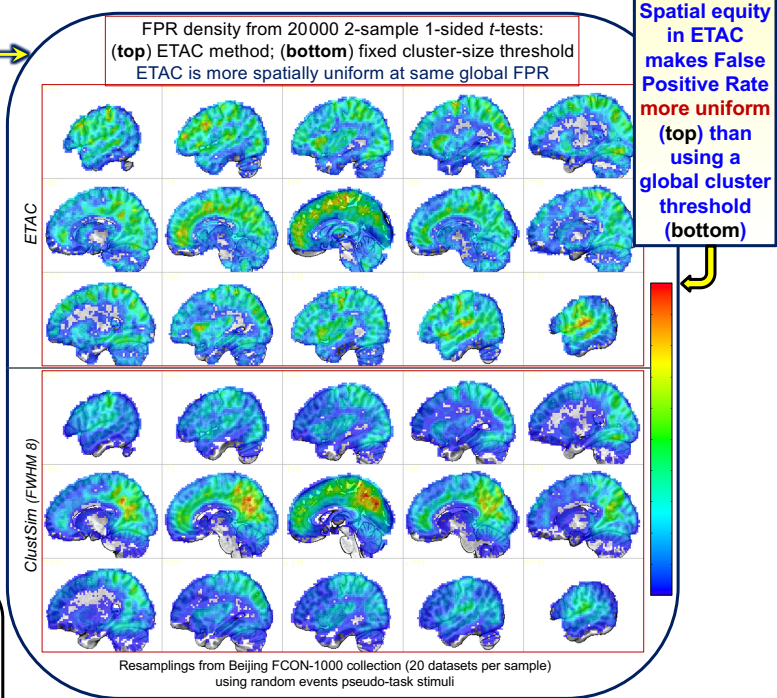 FPR density from 20000 2-sample 1-sided t-tests:
(top) ETAC method; (bottom) fixed cluster-size threshold
ETAC is more spatially uniform at same global FPR
Spatial equity
in ETAC
makes False
Positive Rate
more uniform
(top) than
using a
global cluster
threshold
(bottom)
ETAC
ClustSim (FWHM 8)
Resamplings from Beijing FCON-1000 collection (20 datasets per sample)
using random events pseudo-task stimuli